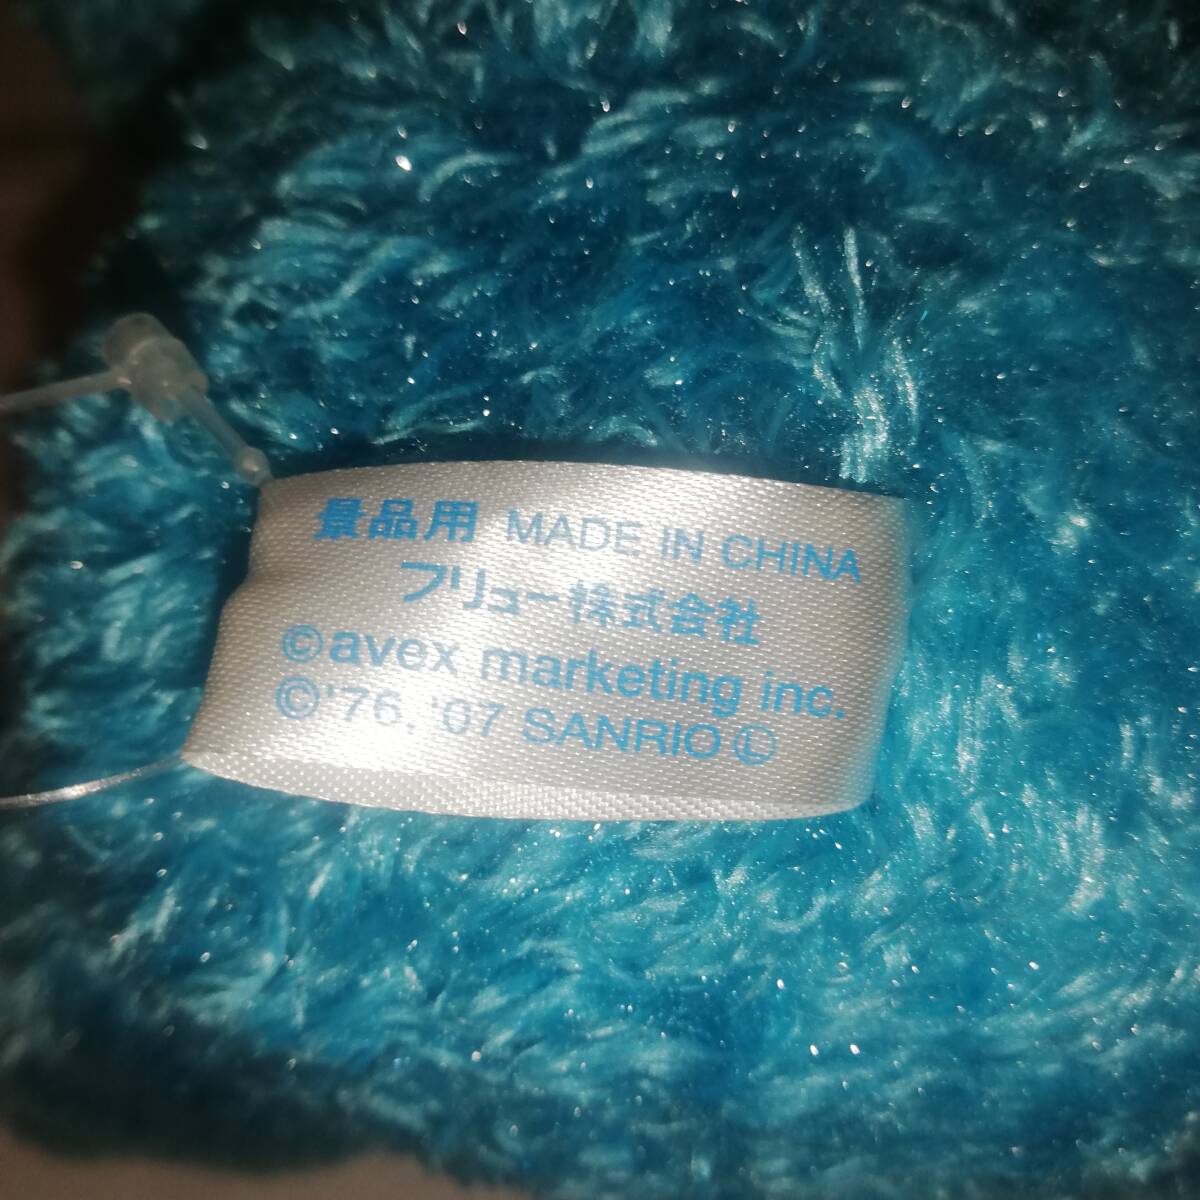 景品用 MADE IN CHINA
フリュー株式会社
©avex marketing inc.
©'76, '07 SANRIO Ⓛ